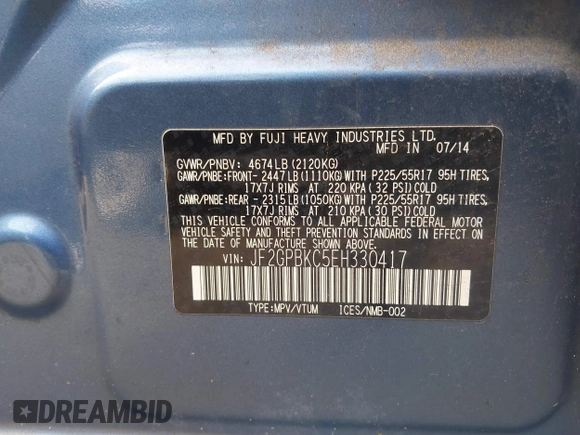 MFD BY FUJI HEAVY INDUSTRIES LTD.
MFD IN 07/14
GVWR/PNBV: 4674LB(2120KG)
GAWR/PNBE:FRONT-2447LB(1110KG)WITH P225/55R17 95H TIRES,
17X7J RIMS AT 220 KPA(32 PSI)COLD
GAWR/PNBE:REAR -2315LB(1050KG)WITH P225/55R17 95H TIRES,
17X7J RIMS AT 210 KPA(30 PSI)COLD
THIS VEHICLE CONFORMS TO ALL APPLICABLE FEDERAL MOTOR
VEHICLE SAFETY AND THEFT PREVENTION STANDARDS IN EFFECT
ON THE DATE OF MANUFACTURE SHOWN ABOVE.
VIN: JF2GPBKC5EH330417
TYPE:MPV/VTUM ICES/NMB-002
DREAMBID